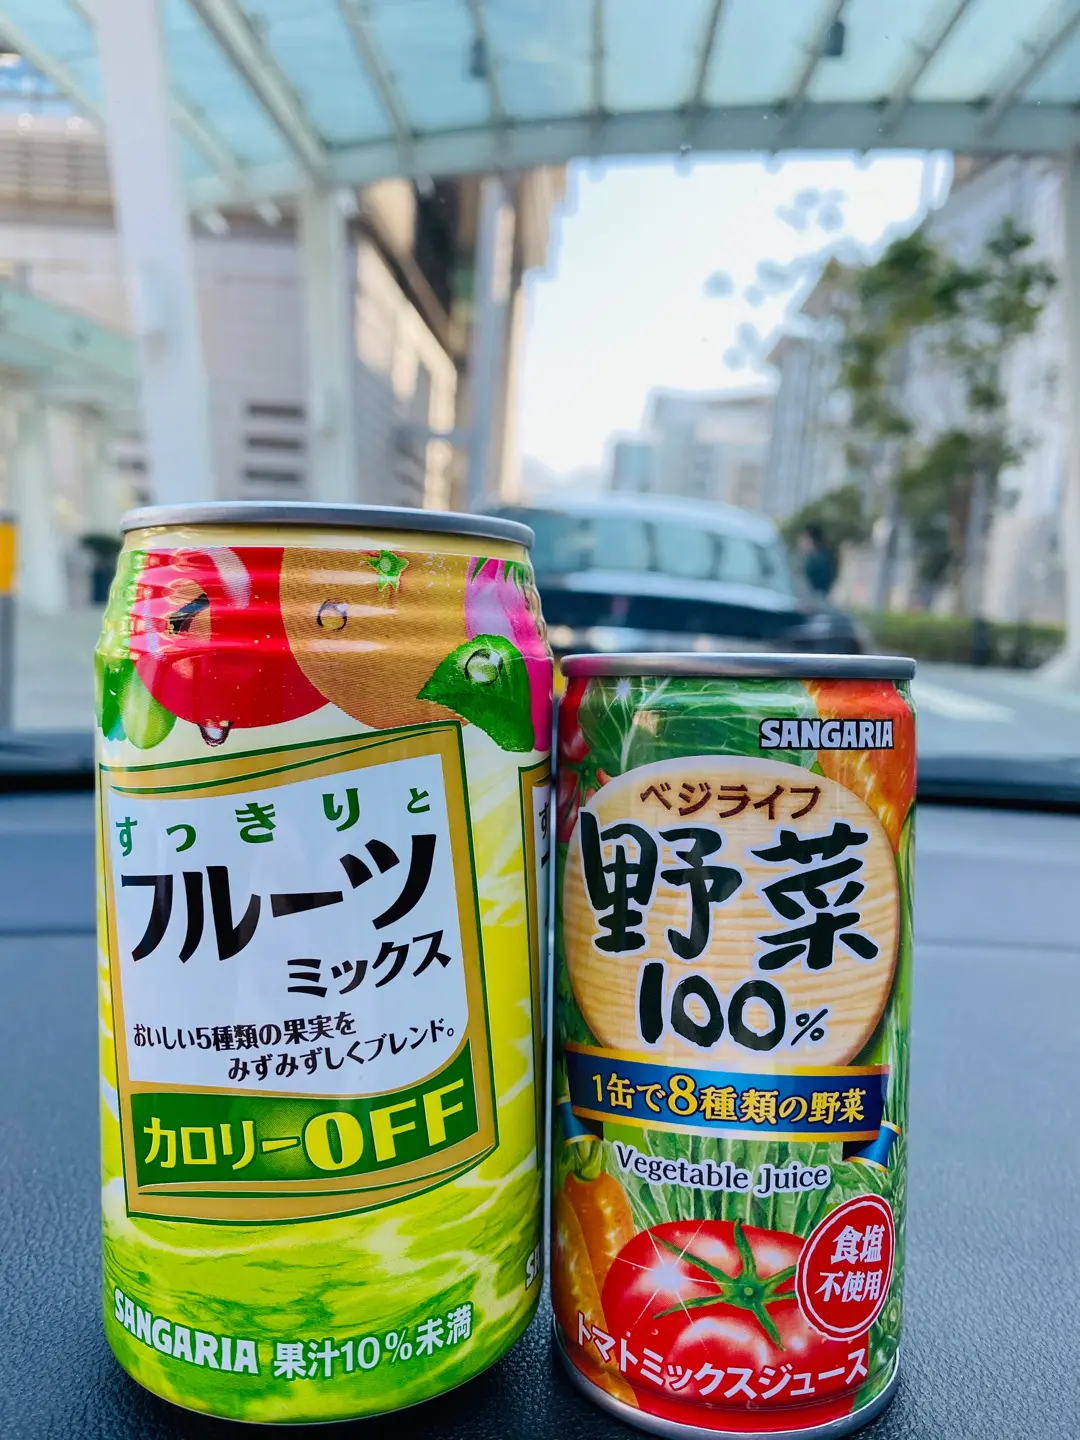 すっきりと
フルーツ
ミックス
おいしい5種類の果実を
みずみずしくブレンド。
カロリーOFF
SANGARIA 果汁10%未満
SANGARIA
ベジライフ
野菜
100%
1缶で8種類の野菜
Vegetable Juice
食塩
不使用
トマトミックスジュース